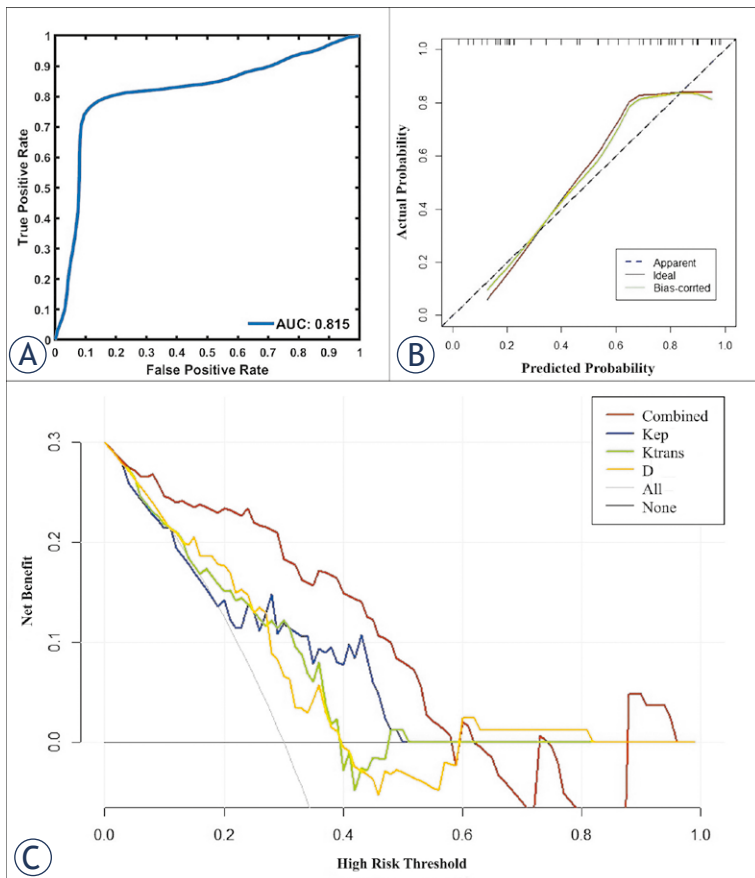 1
0.9
0.8
0.7
0.6
0.5
0.4
0.3
0.2
0.1
0
True Positive Rate
AUC: 0.815
0 0.1 0.2 0.3 0.4 0.5 0.6 0.7 0.8 0.9 1
False Positive Rate
A
1.0
0.8
0.6
0.4
0.2
0.0
Actual Probability
Apparent
Ideal
Bias-corrted
0.0 0.2 0.4 0.6 0.8 1.0
Predicted Probability
B
Combined
Kep
Ktrans
D
All
None
0.3
0.2
0.1
0.0
Net Benefit
0.0 0.2 0.4 0.6 0.8 1.0
High Risk Threshold
C